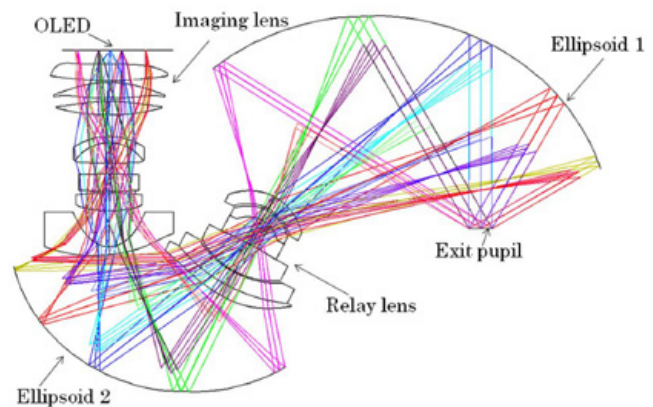 OLED
Imaging lens
Ellipsoid 1
Exit pupil
Relay lens
Ellipsoid 2